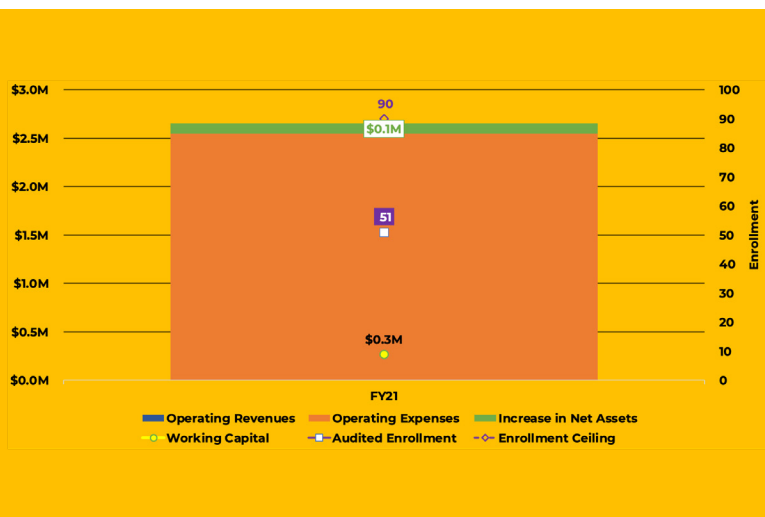 $3.0M
100
90
90
$0.1M
$2.5M
80
$2.0M
70
60
51
$1.5M
50
Enrollment
40
$1.0M
30
$0.5M
20
$0.3M
10
$0.0M
0
FY21
Operating Revenues Operating Expenses Increase in Net Assets
Working Capital Audited Enrollment Enrollment Ceiling